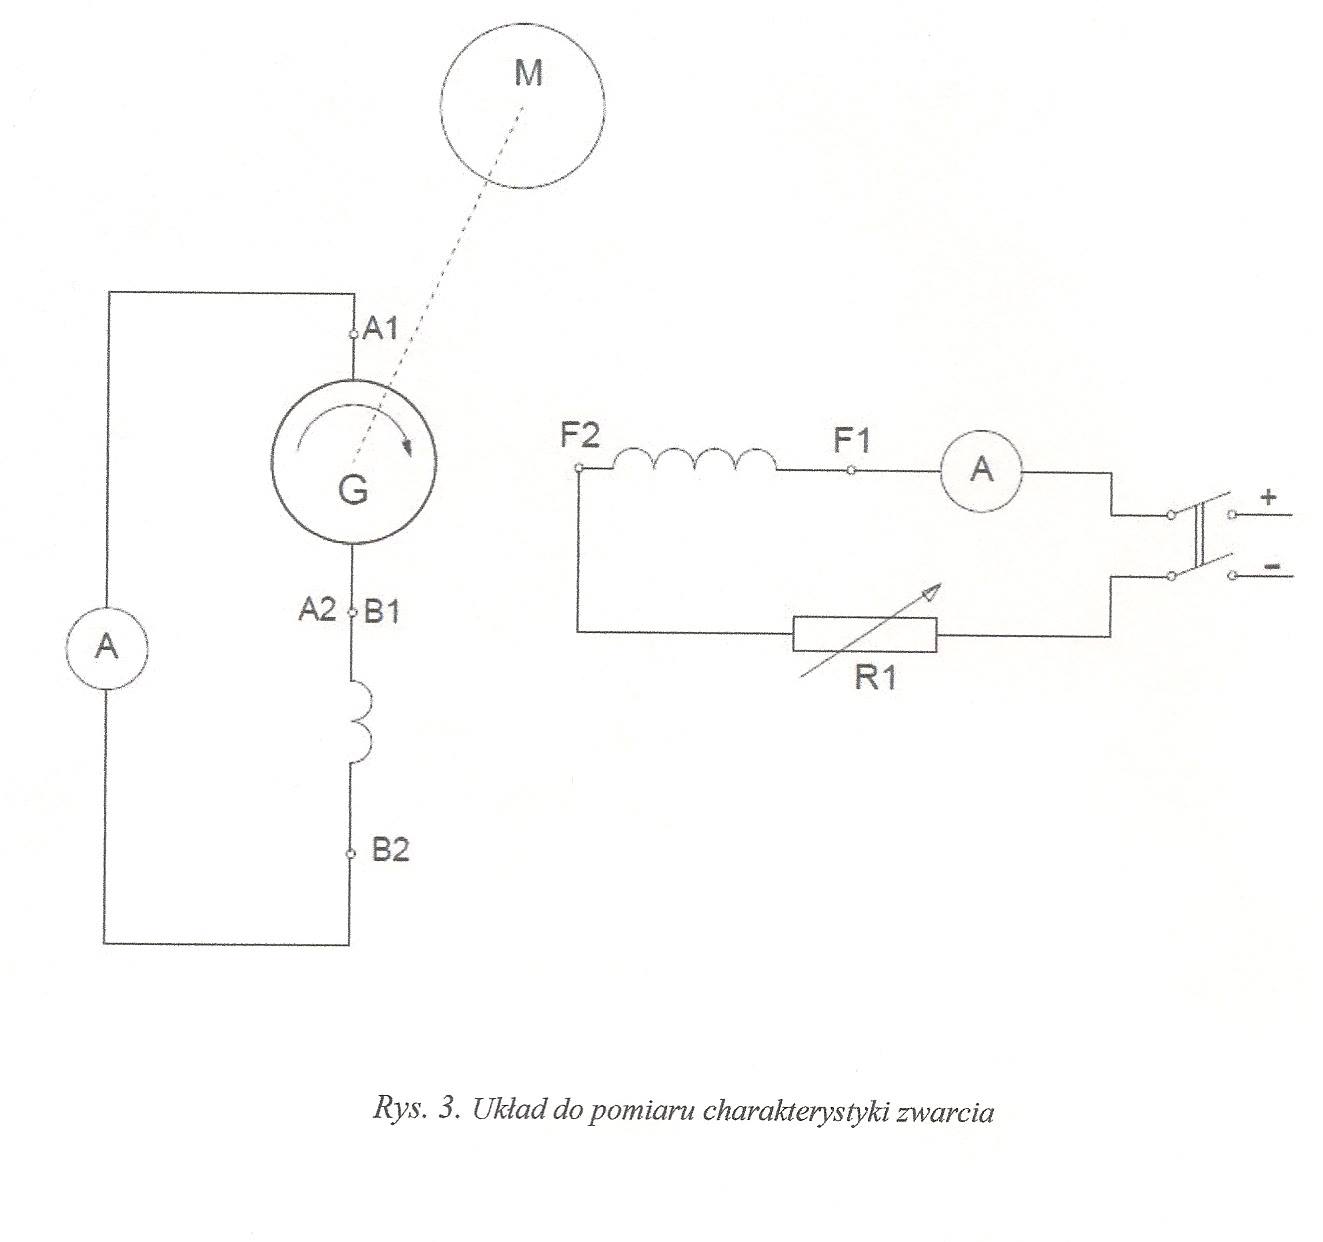 M
A1
G
A2 B1
A
B2
F2
F1
A
+
-
R1
Rys. 3. Układ do pomiaru charakterystyki zwarcia